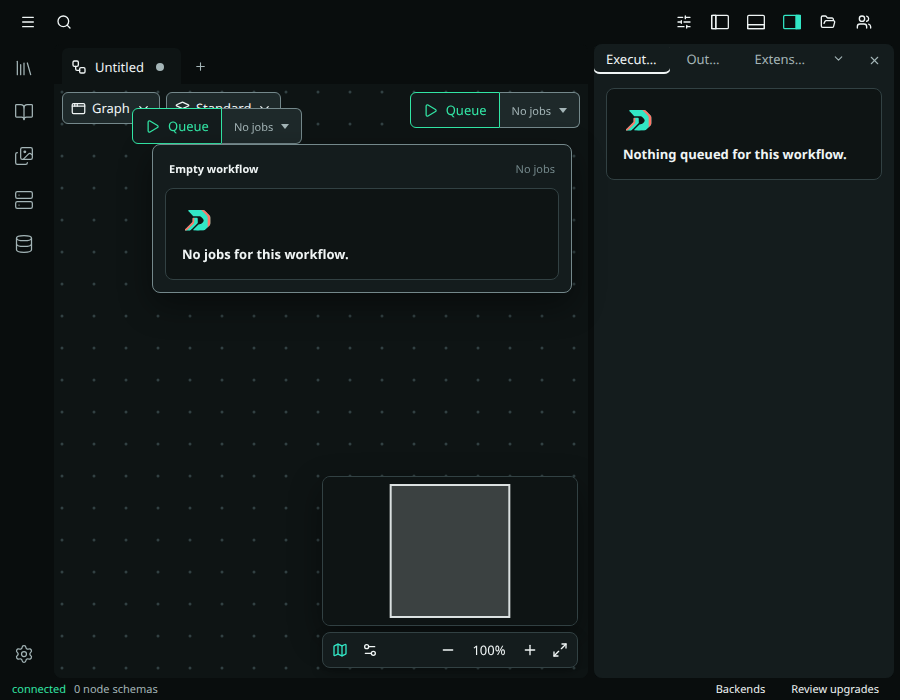 Untitled
Execut...
Out...
Extens...
Graph
Standard
Queue
No jobs
Queue
No jobs
Empty workflow
No jobs
No jobs for this workflow.
Nothing queued for this workflow.
100%
connected
0 node schemas
Backends
Review upgrades